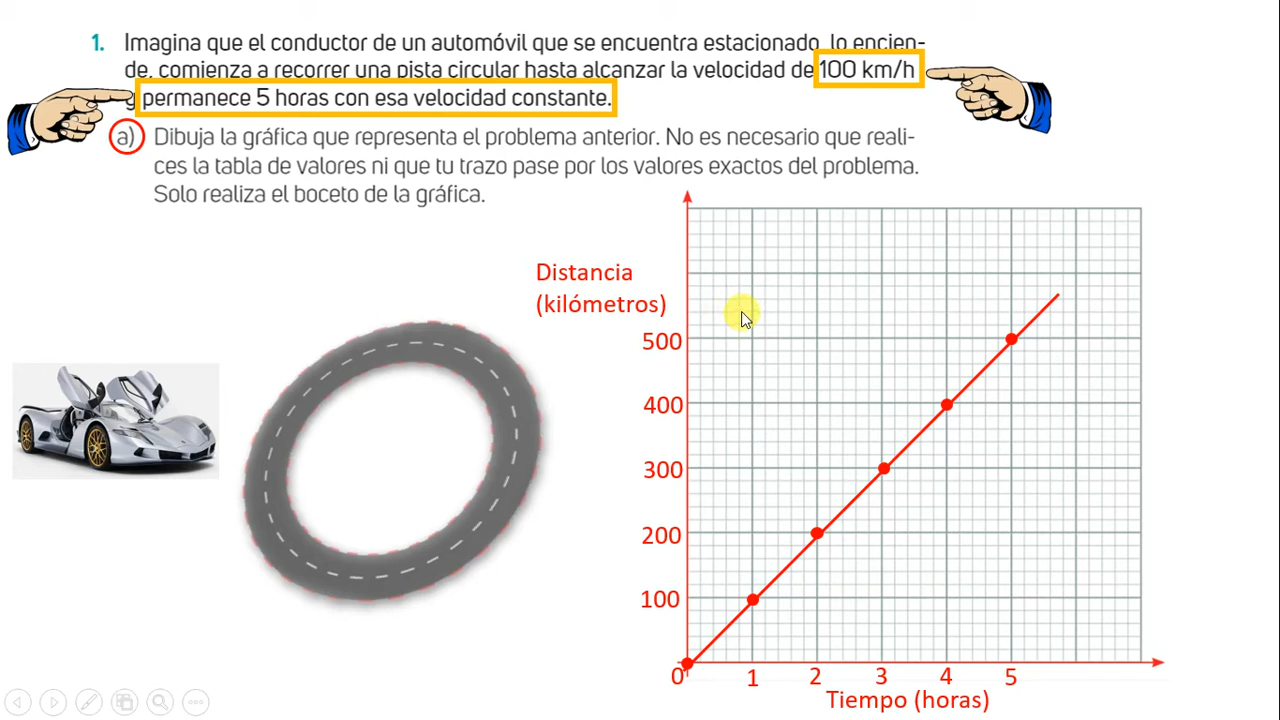 1. Imagina que el conductor de un automóvil que se encuentra estacionado, lo encien-
de, comienza a recorrer una pista circular hasta alcanzar la velocidad de 100 km/h
y permanece 5 horas con esa velocidad constante.
a) Dibuja la gráfica que representa el problema anterior. No es necesario que reali-
ces la tabla de valores ni que tu trazo pase por los valores exactos del problema.
Solo realiza el boceto de la gráfica.
Distancia
(kilómetros)
500
400
300
200
100
0 1 2 3 4 5
Tiempo (horas)